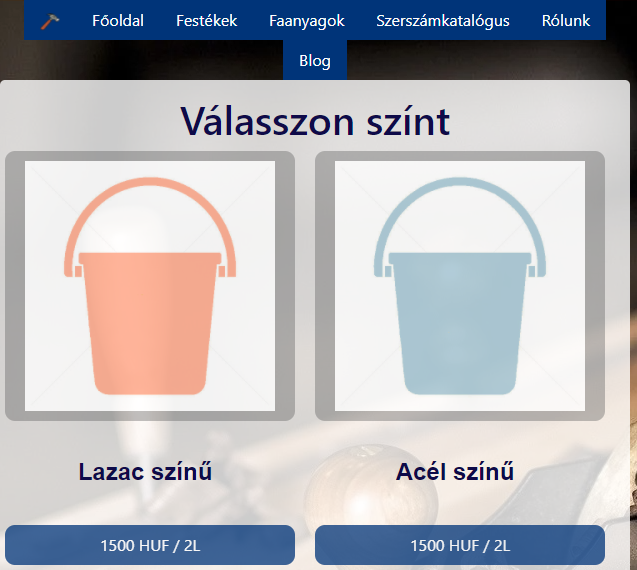 Főoldal Festékek Faanyagok Szerszámkatalógus Rólunk
Blog
Válasszon színt
Lazac színű Acél színű
1500 HUF / 2L 1500 HUF / 2L